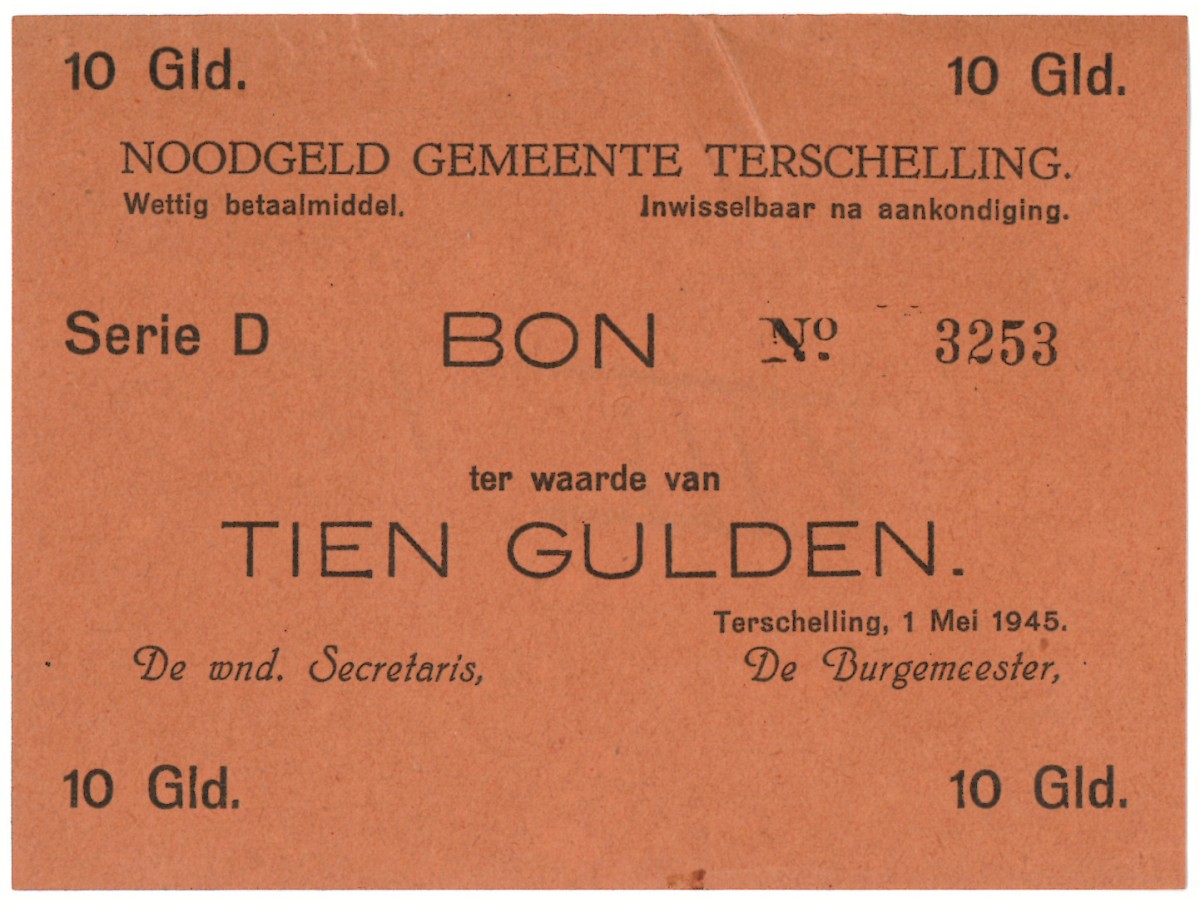 10 Gld. 10 Gld.
NOODGELD GEMEENTE TERSCHELLING.
Wettig betaalmiddel. Inwisselbaar na aankondiging.
Serie D BON No. 3253
ter waarde van
TIEN GULDEN.
Terschelling, 1 Mei 1945.
De wnd. Secretaris, De Burgemeester,
10 Gld. 10 Gld.